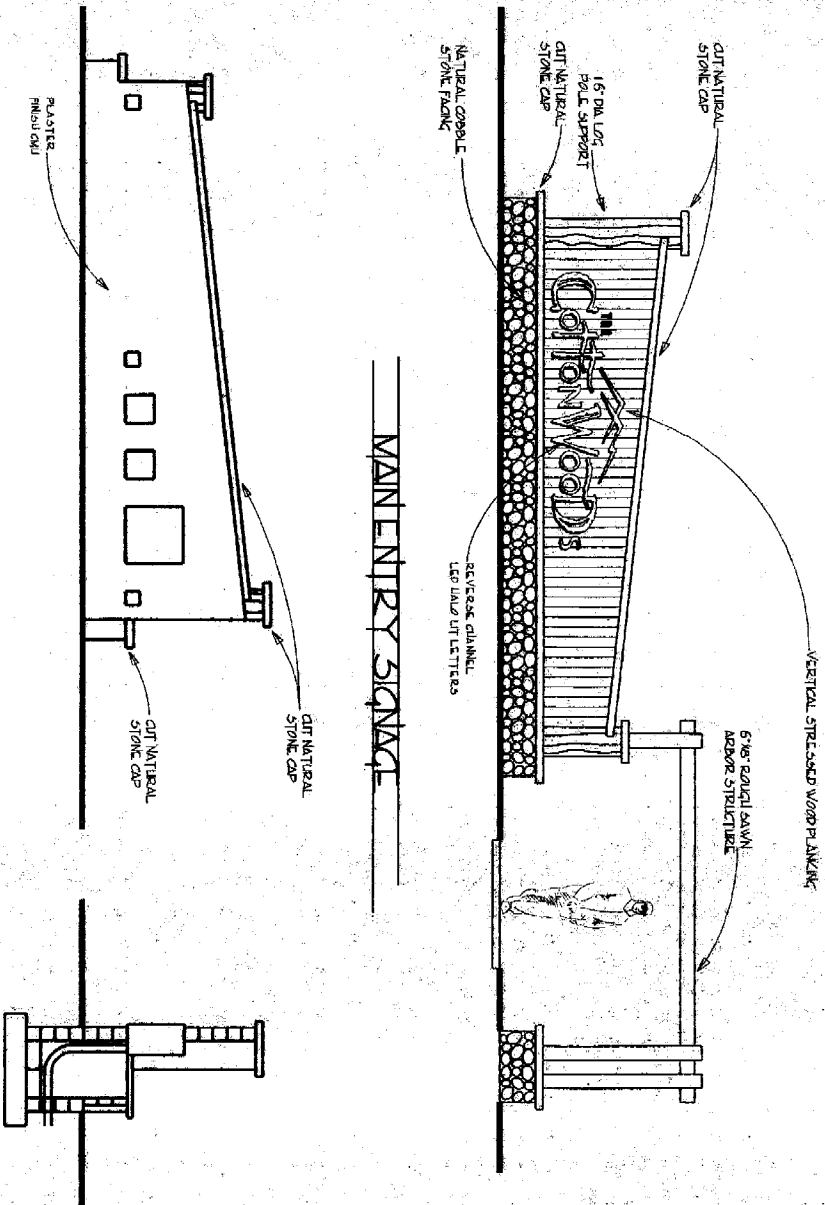 VERTICAL STRESSED WOOD PLANKING
6"X8" ROUGH SAWN
ARBOR STRUCTURE
CUT NATURAL
STONE CAP
16" DIA LOG
POLE SUPPORT
CUT NATURAL
STONE CAP
NATURAL COBBLE
STONE FACING
THE
COTTONWOODS
REVERSE CHANNEL
LED HALO LIT LETTERS
MAIN ENTRY SIGNAGE
CUT NATURAL
STONE CAP
CUT NATURAL
STONE CAP
PLASTER
FINISH CMU